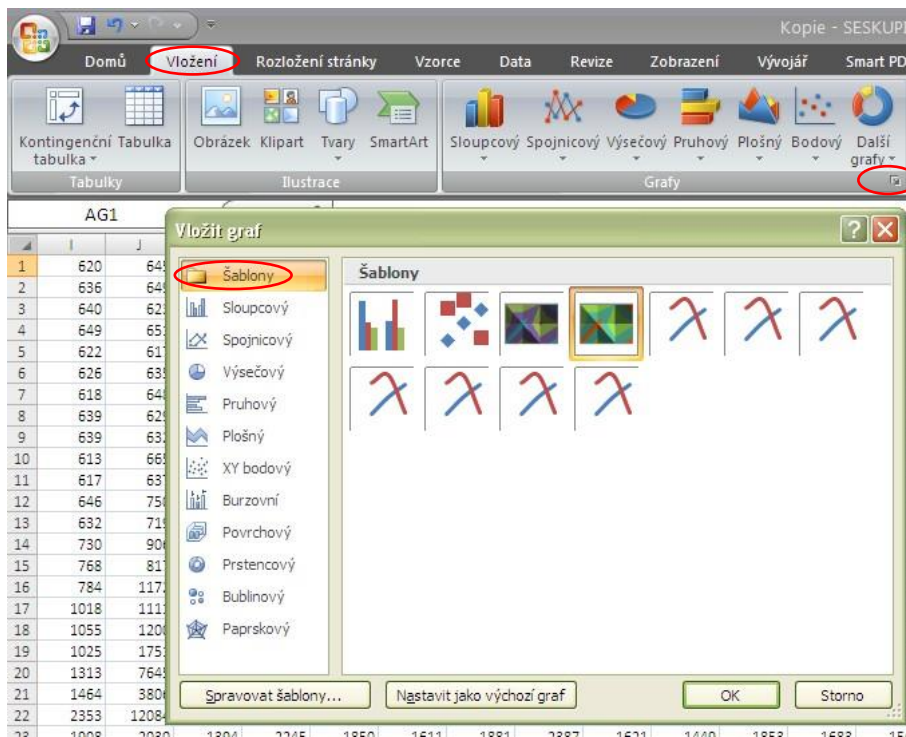 Kopie - SESKUPI
Domů Vložení Rozložení stránky Vzorce Data Revize Zobrazení Vývojář Smart PD
Kontingenční tabulka Tabulka Obrázek Klipart Tvary SmartArt Sloupcový Spojnicový Výsečový Pruhový Plošný Bodový Další grafy
Tabulky Ilustrace Grafy
AG1
Vložit graf
I J
Šablony
Sloupcový
Spojnicový
Výsečový
Pruhový
Plošný
XY bodový
Burzovní
Povrchový
Prstencový
Bublinový
Paprskový
Šablony
1 620
2 636
3 640
4 649
5 622
6 626
7 618
8 639
9 639
10 613
11 617
12 646
13 632
14 730
15 768
16 784
17 1018
18 1055
19 1025
20 1313
21 1464
22 2353
Spravovat šablony... Nastavit jako výchozí graf OK Storno